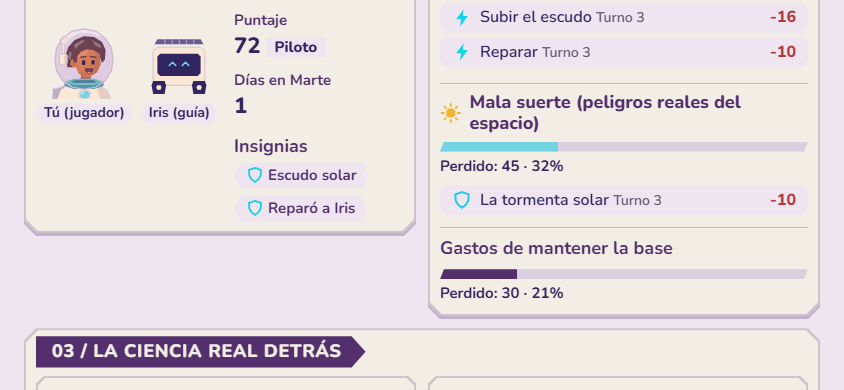 Puntaje
72 Piloto
Días en Marte
1
Tú (jugador)
Iris (guía)
Insignias
Escudo solar
Reparó a Iris
Subir el escudo Turno 3 -16
Reparar Turno 3 -10
Mala suerte (peligros reales del
espacio)
Perdido: 45 · 32%
La tormenta solar Turno 3 -10
Gastos de mantener la base
Perdido: 30 · 21%
03 / LA CIENCIA REAL DETRÁS